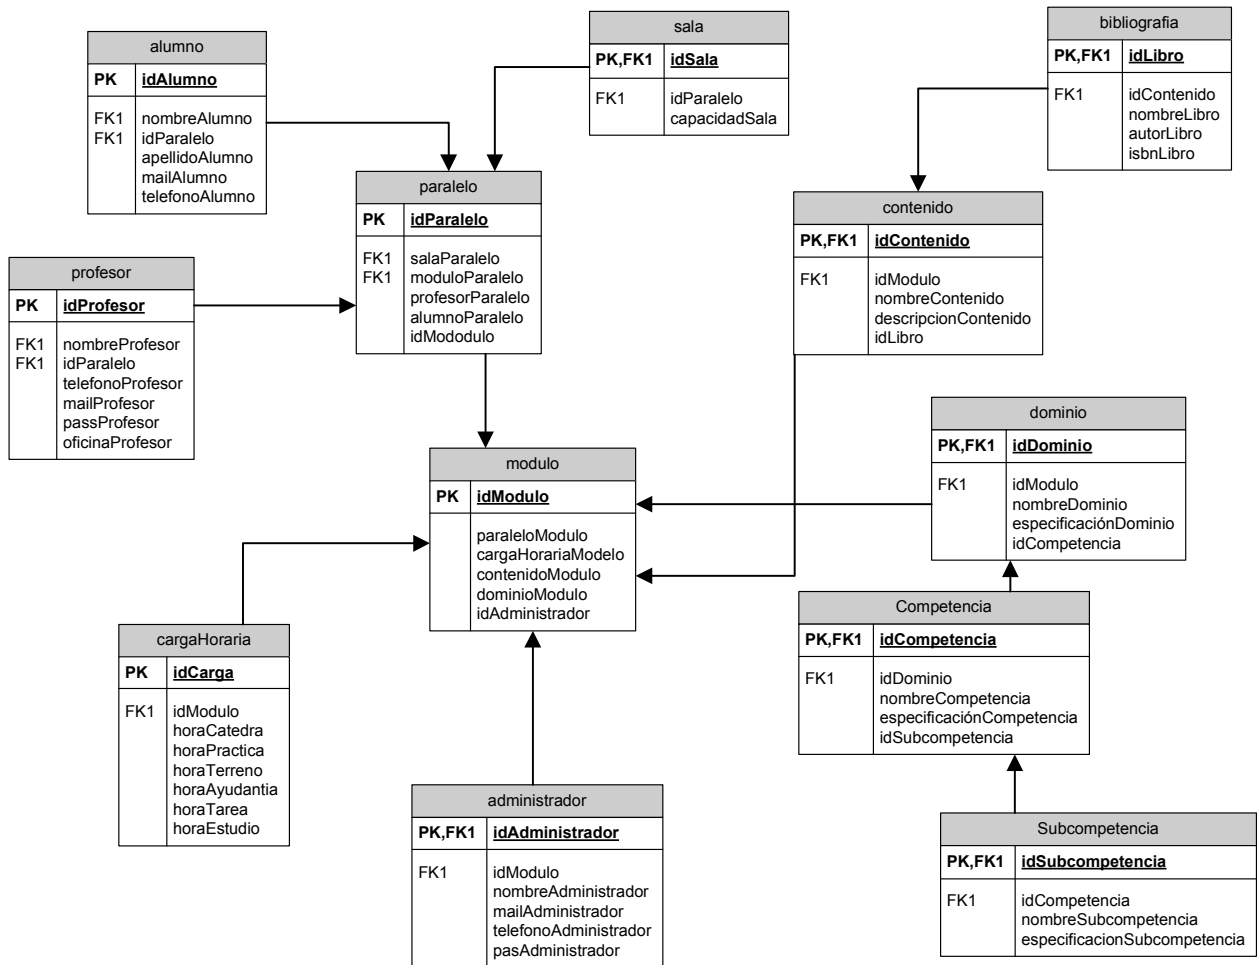 alumno
PK idAlumno
FK1 nombreAlumno
FK1 idParalelo
apellidoAlumno
mailAlumno
telefonoAlumno
sala
PK,FK1 idSala
FK1 idParalelo
capacidadSala
bibliografia
PK,FK1 idLibro
FK1 idContenido
nombreLibro
autorLibro
isbnLibro
paralelo
PK idParalelo
FK1 salaParalelo
FK1 moduloParalelo
profesorParalelo
alumnoParalelo
idMododulo
contenido
PK,FK1 idContenido
FK1 idModulo
nombreContenido
descripcionContenido
idLibro
profesor
PK idProfesor
FK1 nombreProfesor
FK1 idParalelo
telefonoProfesor
mailProfesor
passProfesor
oficinaProfesor
dominio
PK,FK1 idDominio
FK1 idModulo
nombreDominio
especificaciónDominio
idCompetencia
modulo
PK idModulo
paraleloModulo
cargaHorariaModelo
contenidoModulo
dominioModulo
idAdministrador
Competencia
PK,FK1 idCompetencia
FK1 idDominio
nombreCompetencia
especificaciónCompetencia
idSubcompetencia
cargaHoraria
PK idCarga
FK1 idModulo
horaCatedra
horaPractica
horaTerreno
horaAyudantia
horaTarea
horaEstudio
administrador
PK,FK1 idAdministrador
FK1 idModulo
nombreAdministrador
mailAdministrador
telefonoAdministrador
pasAdministrador
Subcompetencia
PK,FK1 idSubcompetencia
FK1 idCompetencia
nombreSubcompetencia
especificacionSubcompetencia